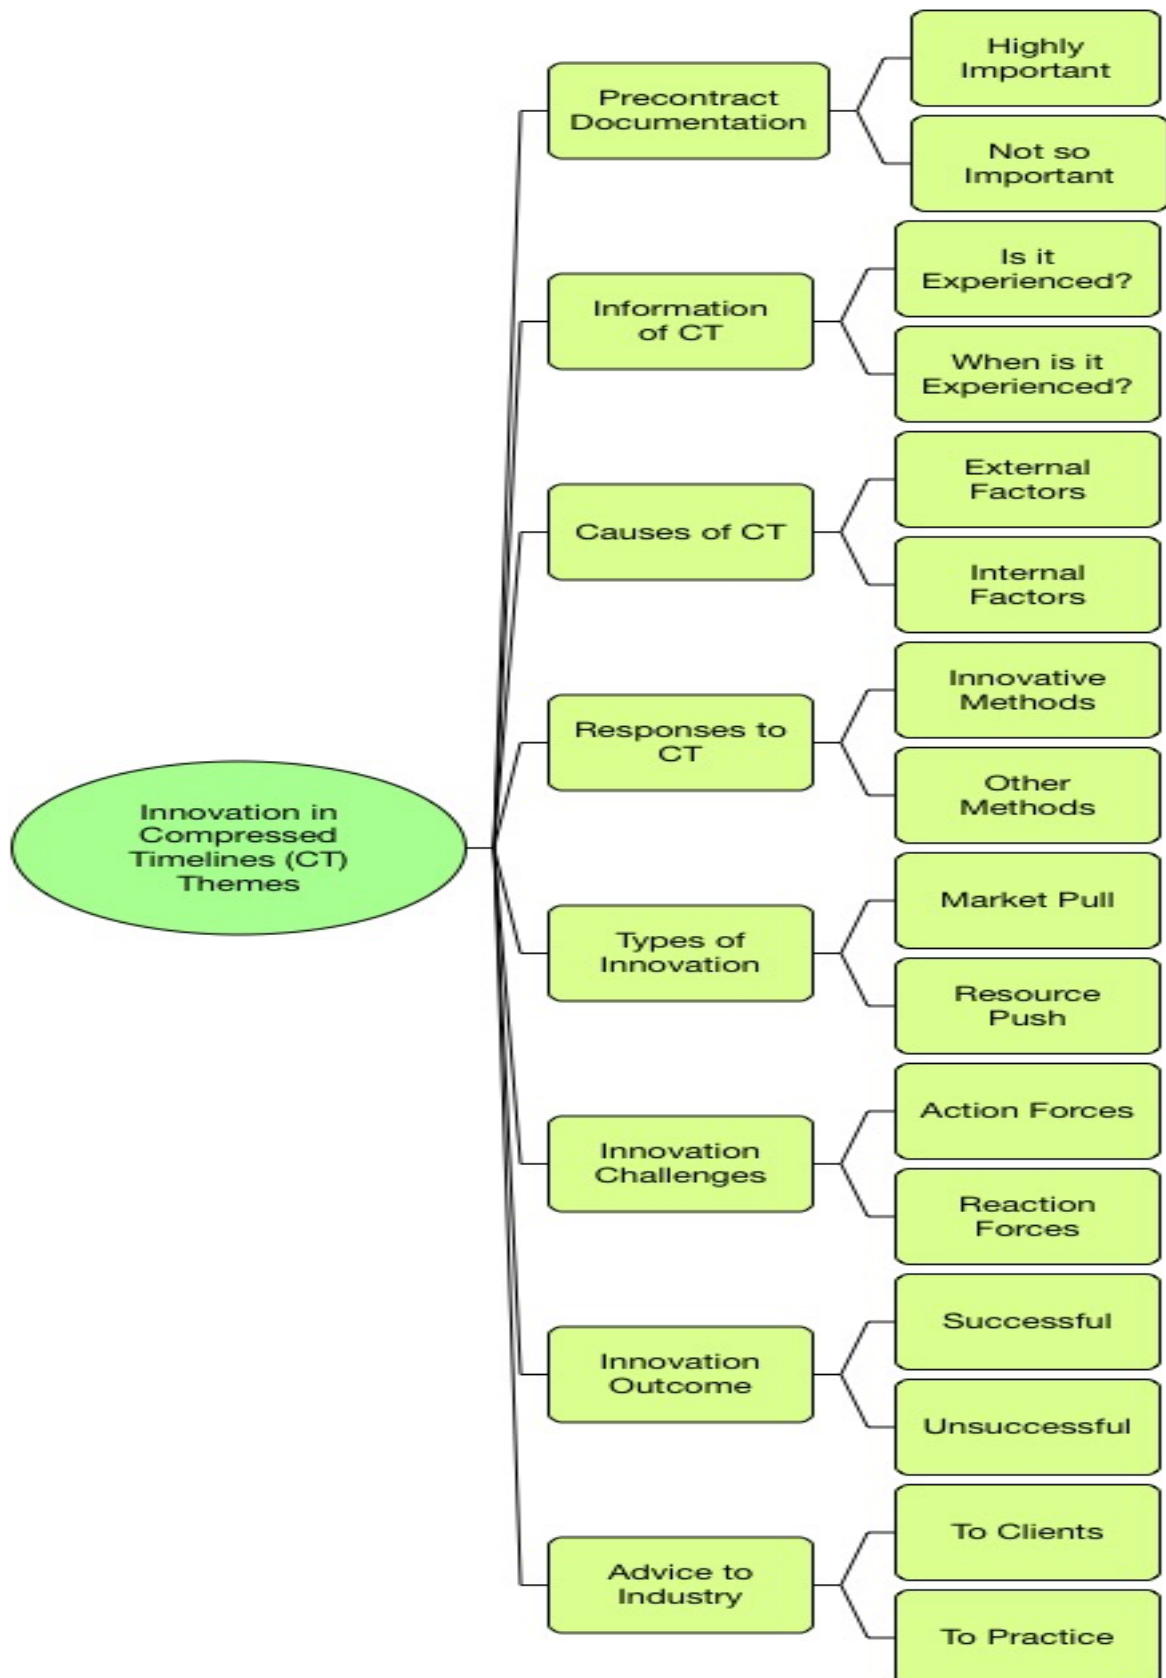 Highly
Important
Precontract
Documentation
Not so
Important
Is it
Experienced?
Information
of CT
When is it
Experienced?
External
Factors
Causes of CT
Internal
Factors
Innovative
Methods
Responses to
CT
Other
Methods
Innovation in
Compressed
Timelines (CT)
Themes
Market Pull
Types of
Innovation
Resource
Push
Action Forces
Innovation
Challenges
Reaction
Forces
Successful
Innovation
Outcome
Unsuccessful
To Clients
Advice to
Industry
To Practice